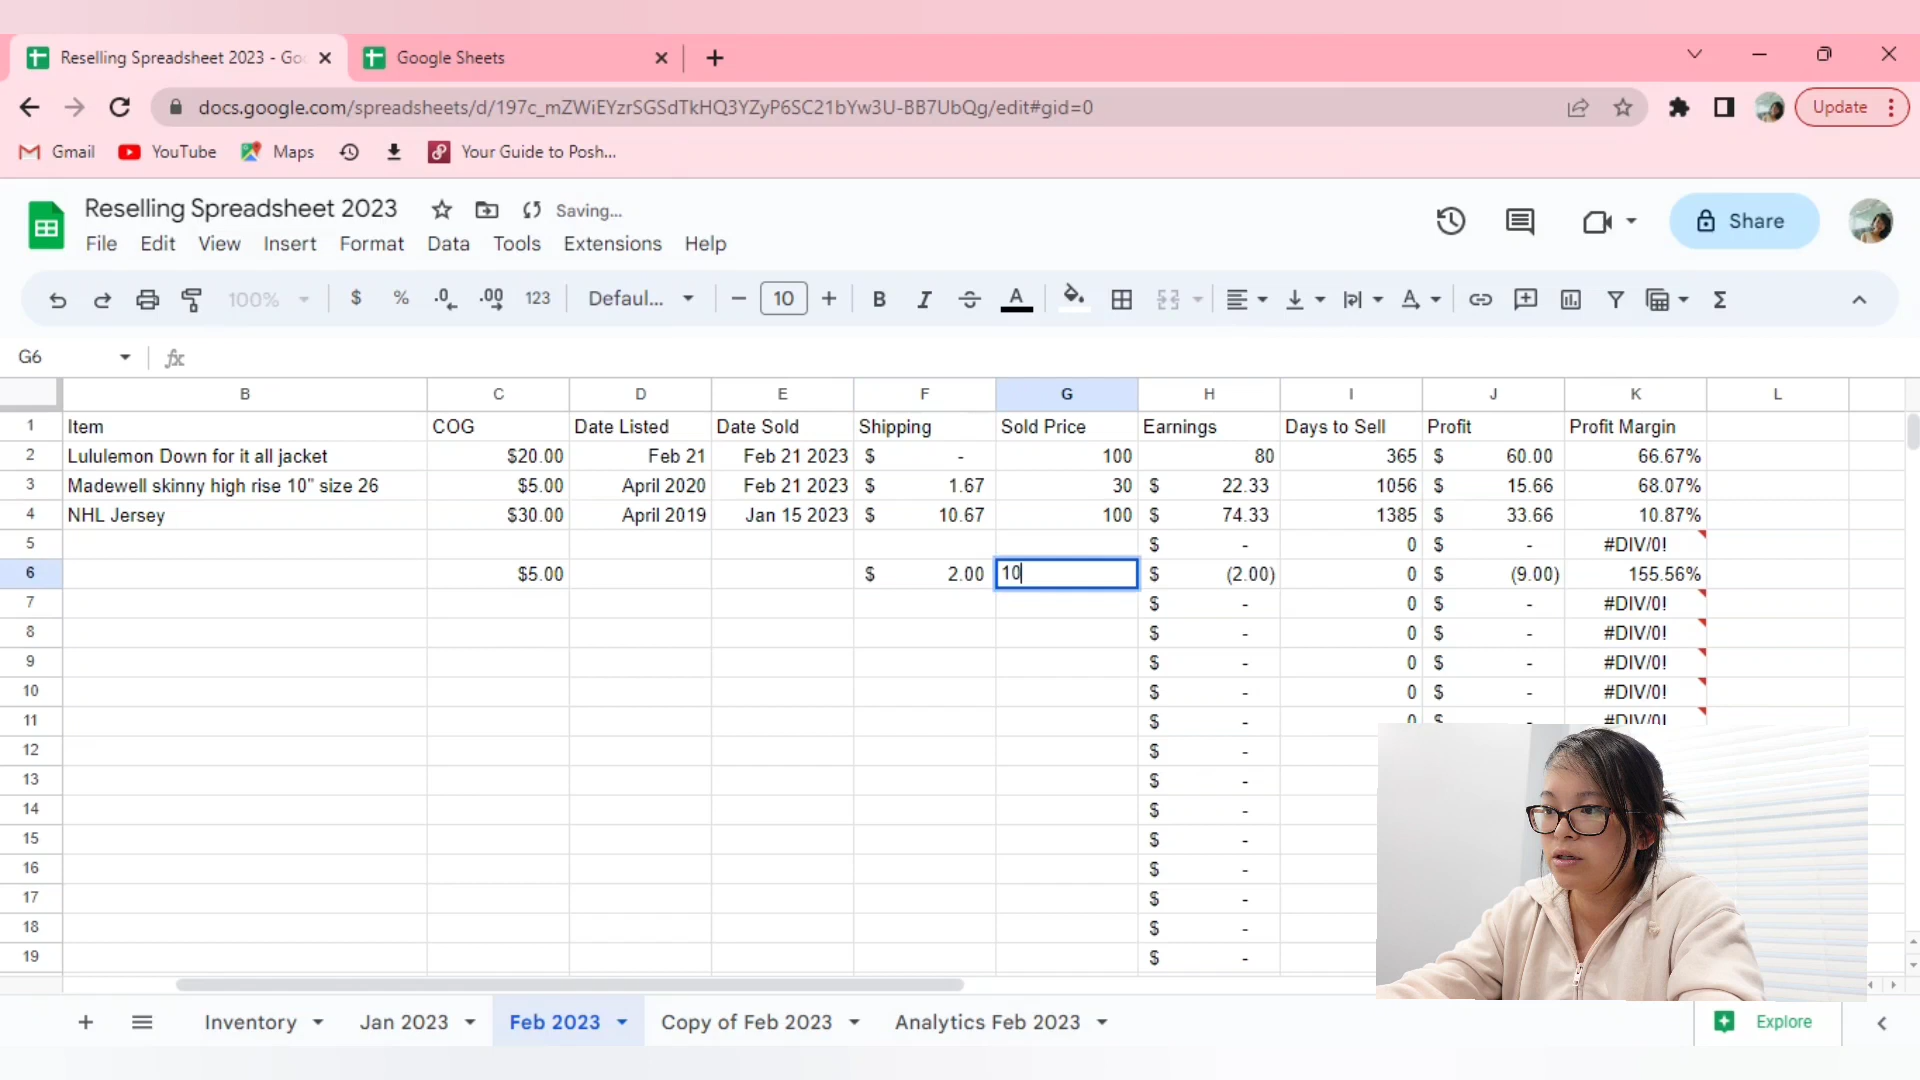 Reselling Spreadsheet 2023 - Goo
Google Sheets
docs.google.com/spreadsheets/d/197c_mZWiEYzrSGSdTkHQ3YZyP6SC21bYw3U-BB7UbQg/edit#gid=0
Update
Gmail YouTube Maps Your Guide to Posh...
Reselling Spreadsheet 2023 Saving...
File Edit View Insert Format Data Tools Extensions Help
Share
100% $ % .0 .00 123 Defaul... 10 B I A Σ
G6 fx
B C D E F G H I J K L
1 Item COG Date Listed Date Sold Shipping Sold Price Earnings Days to Sell Profit Profit Margin
2 Lululemon Down for it all jacket $20.00 Feb 21 Feb 21 2023 $ - 100 80 365 $ 60.00 66.67%
3 Madewell skinny high rise 10" size 26 $5.00 April 2020 Feb 21 2023 $ 1.67 30 $ 22.33 1056 $ 15.66 68.07%
4 NHL Jersey $30.00 April 2019 Jan 15 2023 $ 10.67 100 $ 74.33 1385 $ 33.66 10.87%
5 $ - 0 $ - #DIV/0!
6 $5.00 $ 2.00 10 $ (2.00) 0 $ (9.00) 155.56%
7 $ - 0 $ - #DIV/0!
8 $ - 0 $ - #DIV/0!
9 $ - 0 $ - #DIV/0!
10 $ - 0 $ - #DIV/0!
11 $ - 0 $ - #DIV/0!
12 $ -
13 $ -
14 $ -
15 $ -
16 $ -
17 $ -
18 $ -
19 $ -
Inventory Jan 2023 Feb 2023 Copy of Feb 2023 Analytics Feb 2023
Explore